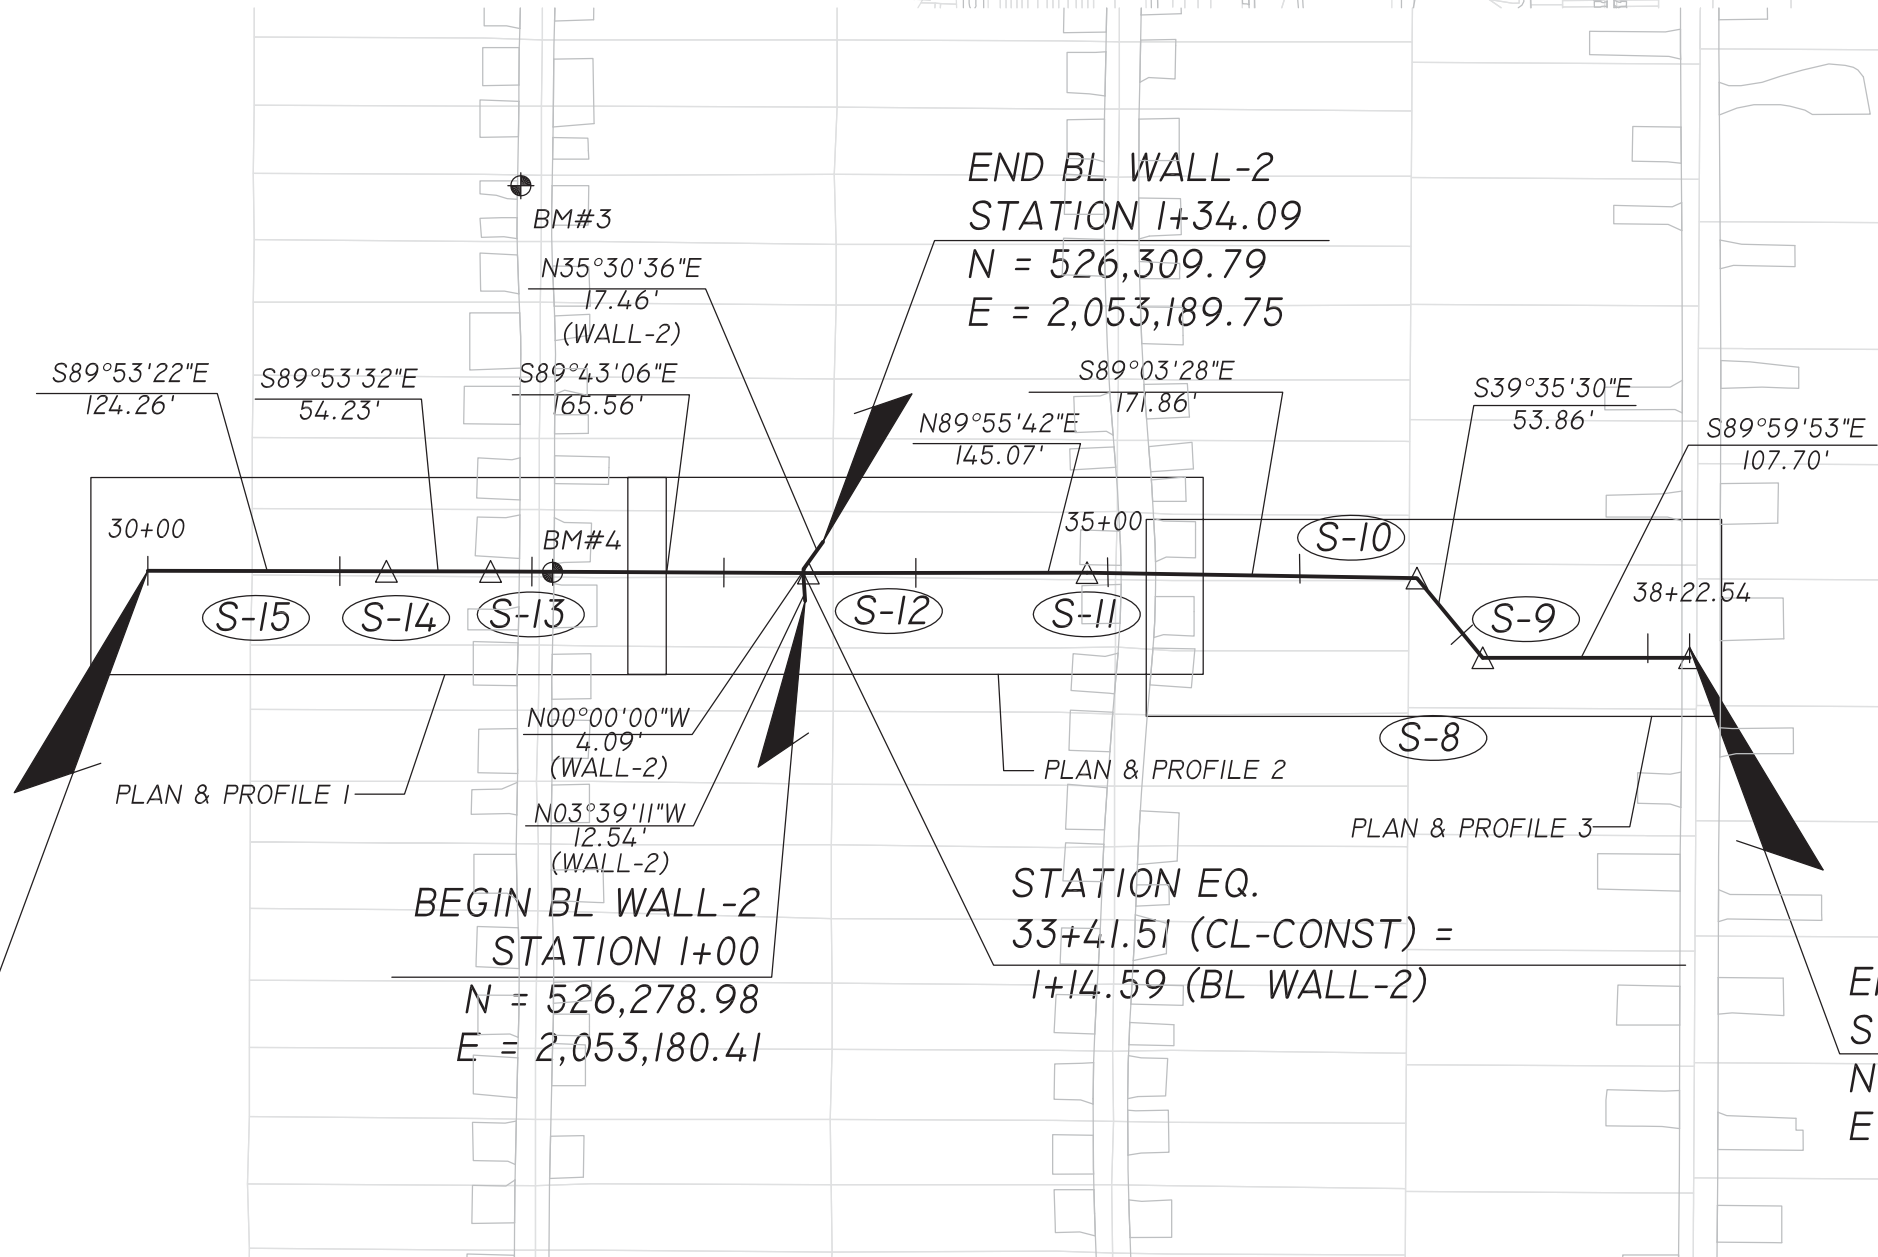 END BL WALL-2
STATION 1+34.09
N = 526,309.79
E = 2,053,189.75
BM#3
N35°30'36"E
17.46'
(WALL-2)
S89°53'22"E
124.26'
S89°53'32"E
54.23'
S89°43'06"E
165.56'
S89°03'28"E
171.86'
N89°55'42"E
145.07'
S39°35'30"E
53.86'
S89°59'53"E
107.70'
30+00
BM#4
35+00
S-10
38+22.54
S-15
S-14
S-13
S-12
S-11
S-9
S-8
N00°00'00"W
4.09'
(WALL-2)
PLAN & PROFILE 1
PLAN & PROFILE 2
PLAN & PROFILE 3
N03°39'11"W
12.54'
(WALL-2)
BEGIN BL WALL-2
STATION 1+00
N = 526,278.98
E = 2,053,180.41
STATION EQ.
33+41.51 (CL-CONST) =
1+14.59 (BL WALL-2)
S
N
E